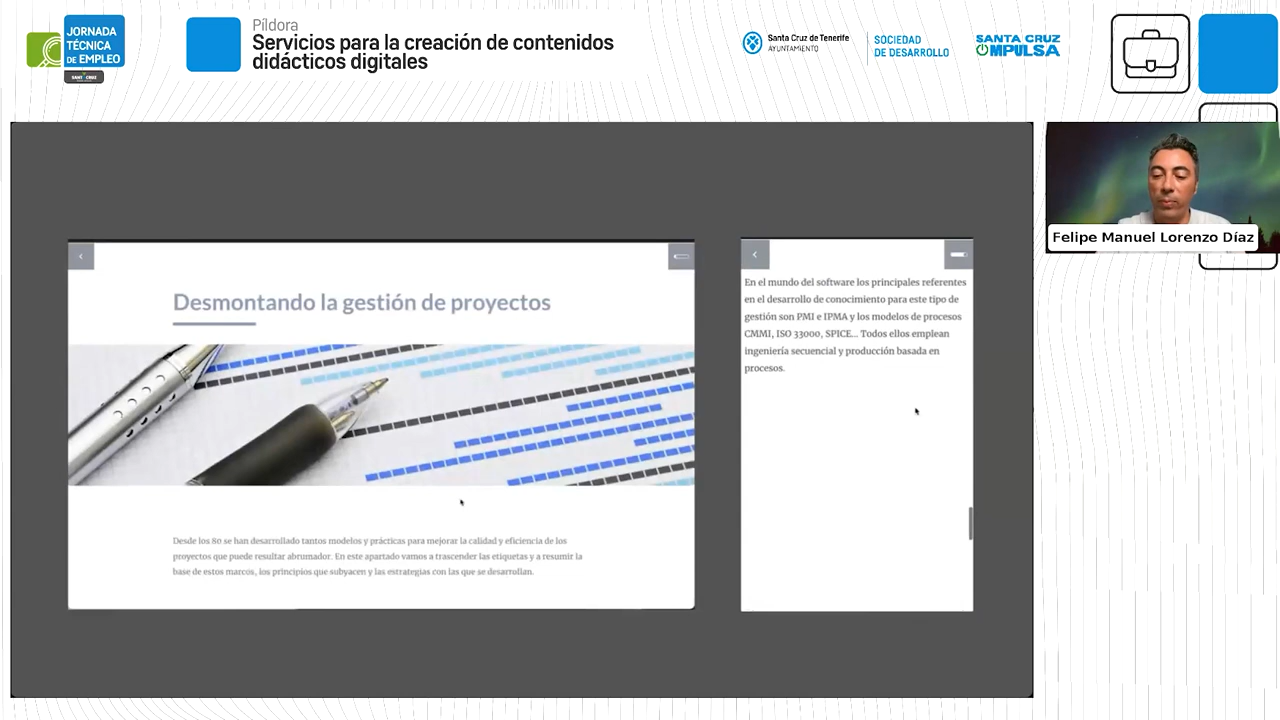 JORNADA
TÉCNICA
DE EMPLEO
Píldora
Servicios para la creación de contenidos
didácticos digitales
Santa Cruz de Tenerife
AYUNTAMIENTO
SOCIEDAD
DE DESARROLLO
SANTA CRUZ
IMPULSA
Felipe Manuel Lorenzo Díaz
Desmontando la gestión de proyectos
Desde los 80 se han desarrollado tantos modelos y prácticas para mejorar la calidad y eficiencia de los
proyectos que puede resultar abrumador. En este apartado vamos a trascender las etiquetas y a resumir la
base de estos marcos, los principios que subyacen y las estrategias con las que se desarrollan.
En el mundo del software los principales referentes
en el desarrollo de conocimiento para este tipo de
gestión son PMI e IPMA y los modelos de procesos
CMMI, ISO 33000, SPICE... Todos ellos emplean
ingeniería secuencial y producción basada en
procesos.